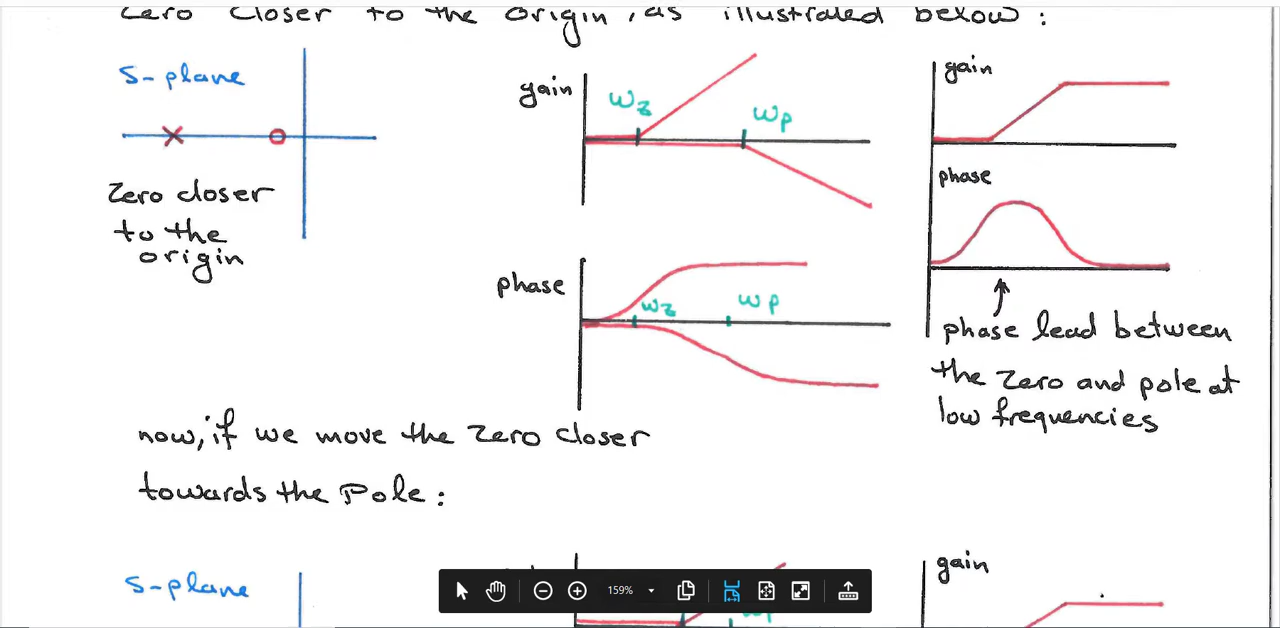 Zero Closer to the Origin, as illustrated below:
S-plane
Zero closer
to the
origin
gain
ωz
ωp
phase
ωz
ωp
gain
phase
phase lead between
the Zero and pole at
low frequencies
now, if we move the Zero closer
towards the Pole:
S-plane
gain
159%